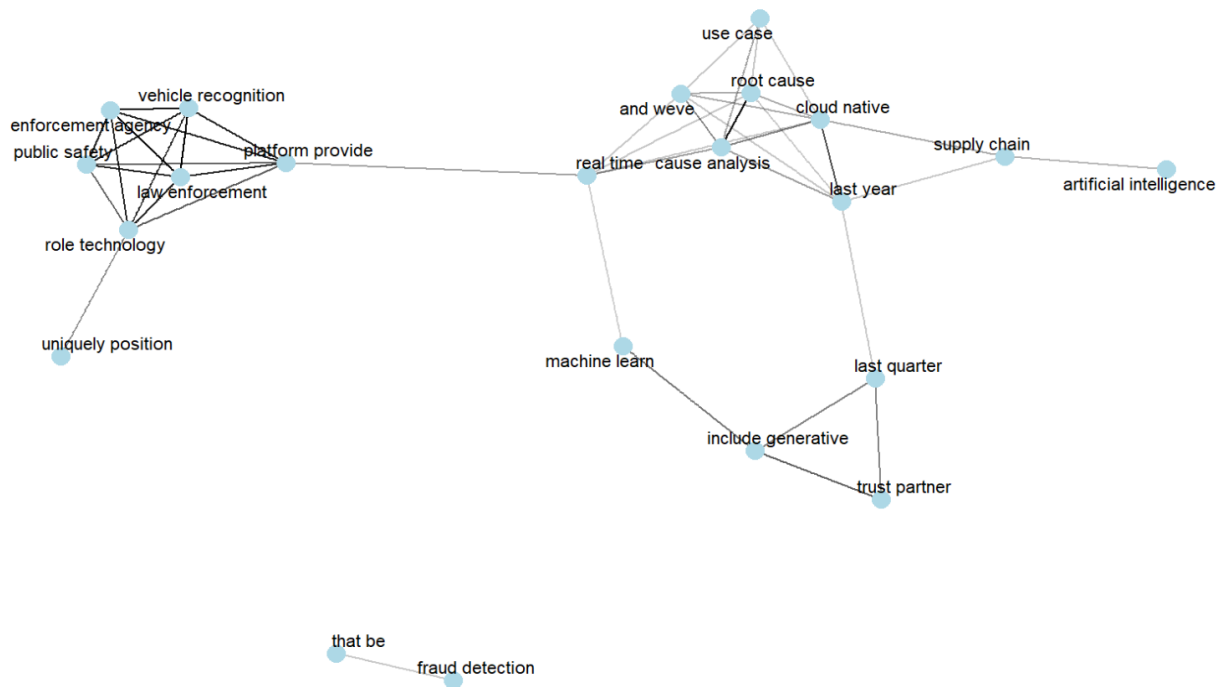 use case
root cause
vehicle recognition
and weve
cloud native
enforcement agency
public safety
platform provide
supply chain
real time
cause analysis
artificial intelligence
law enforcement
last year
role technology
uniquely position
machine learn
last quarter
include generative
trust partner
that be
fraud detection